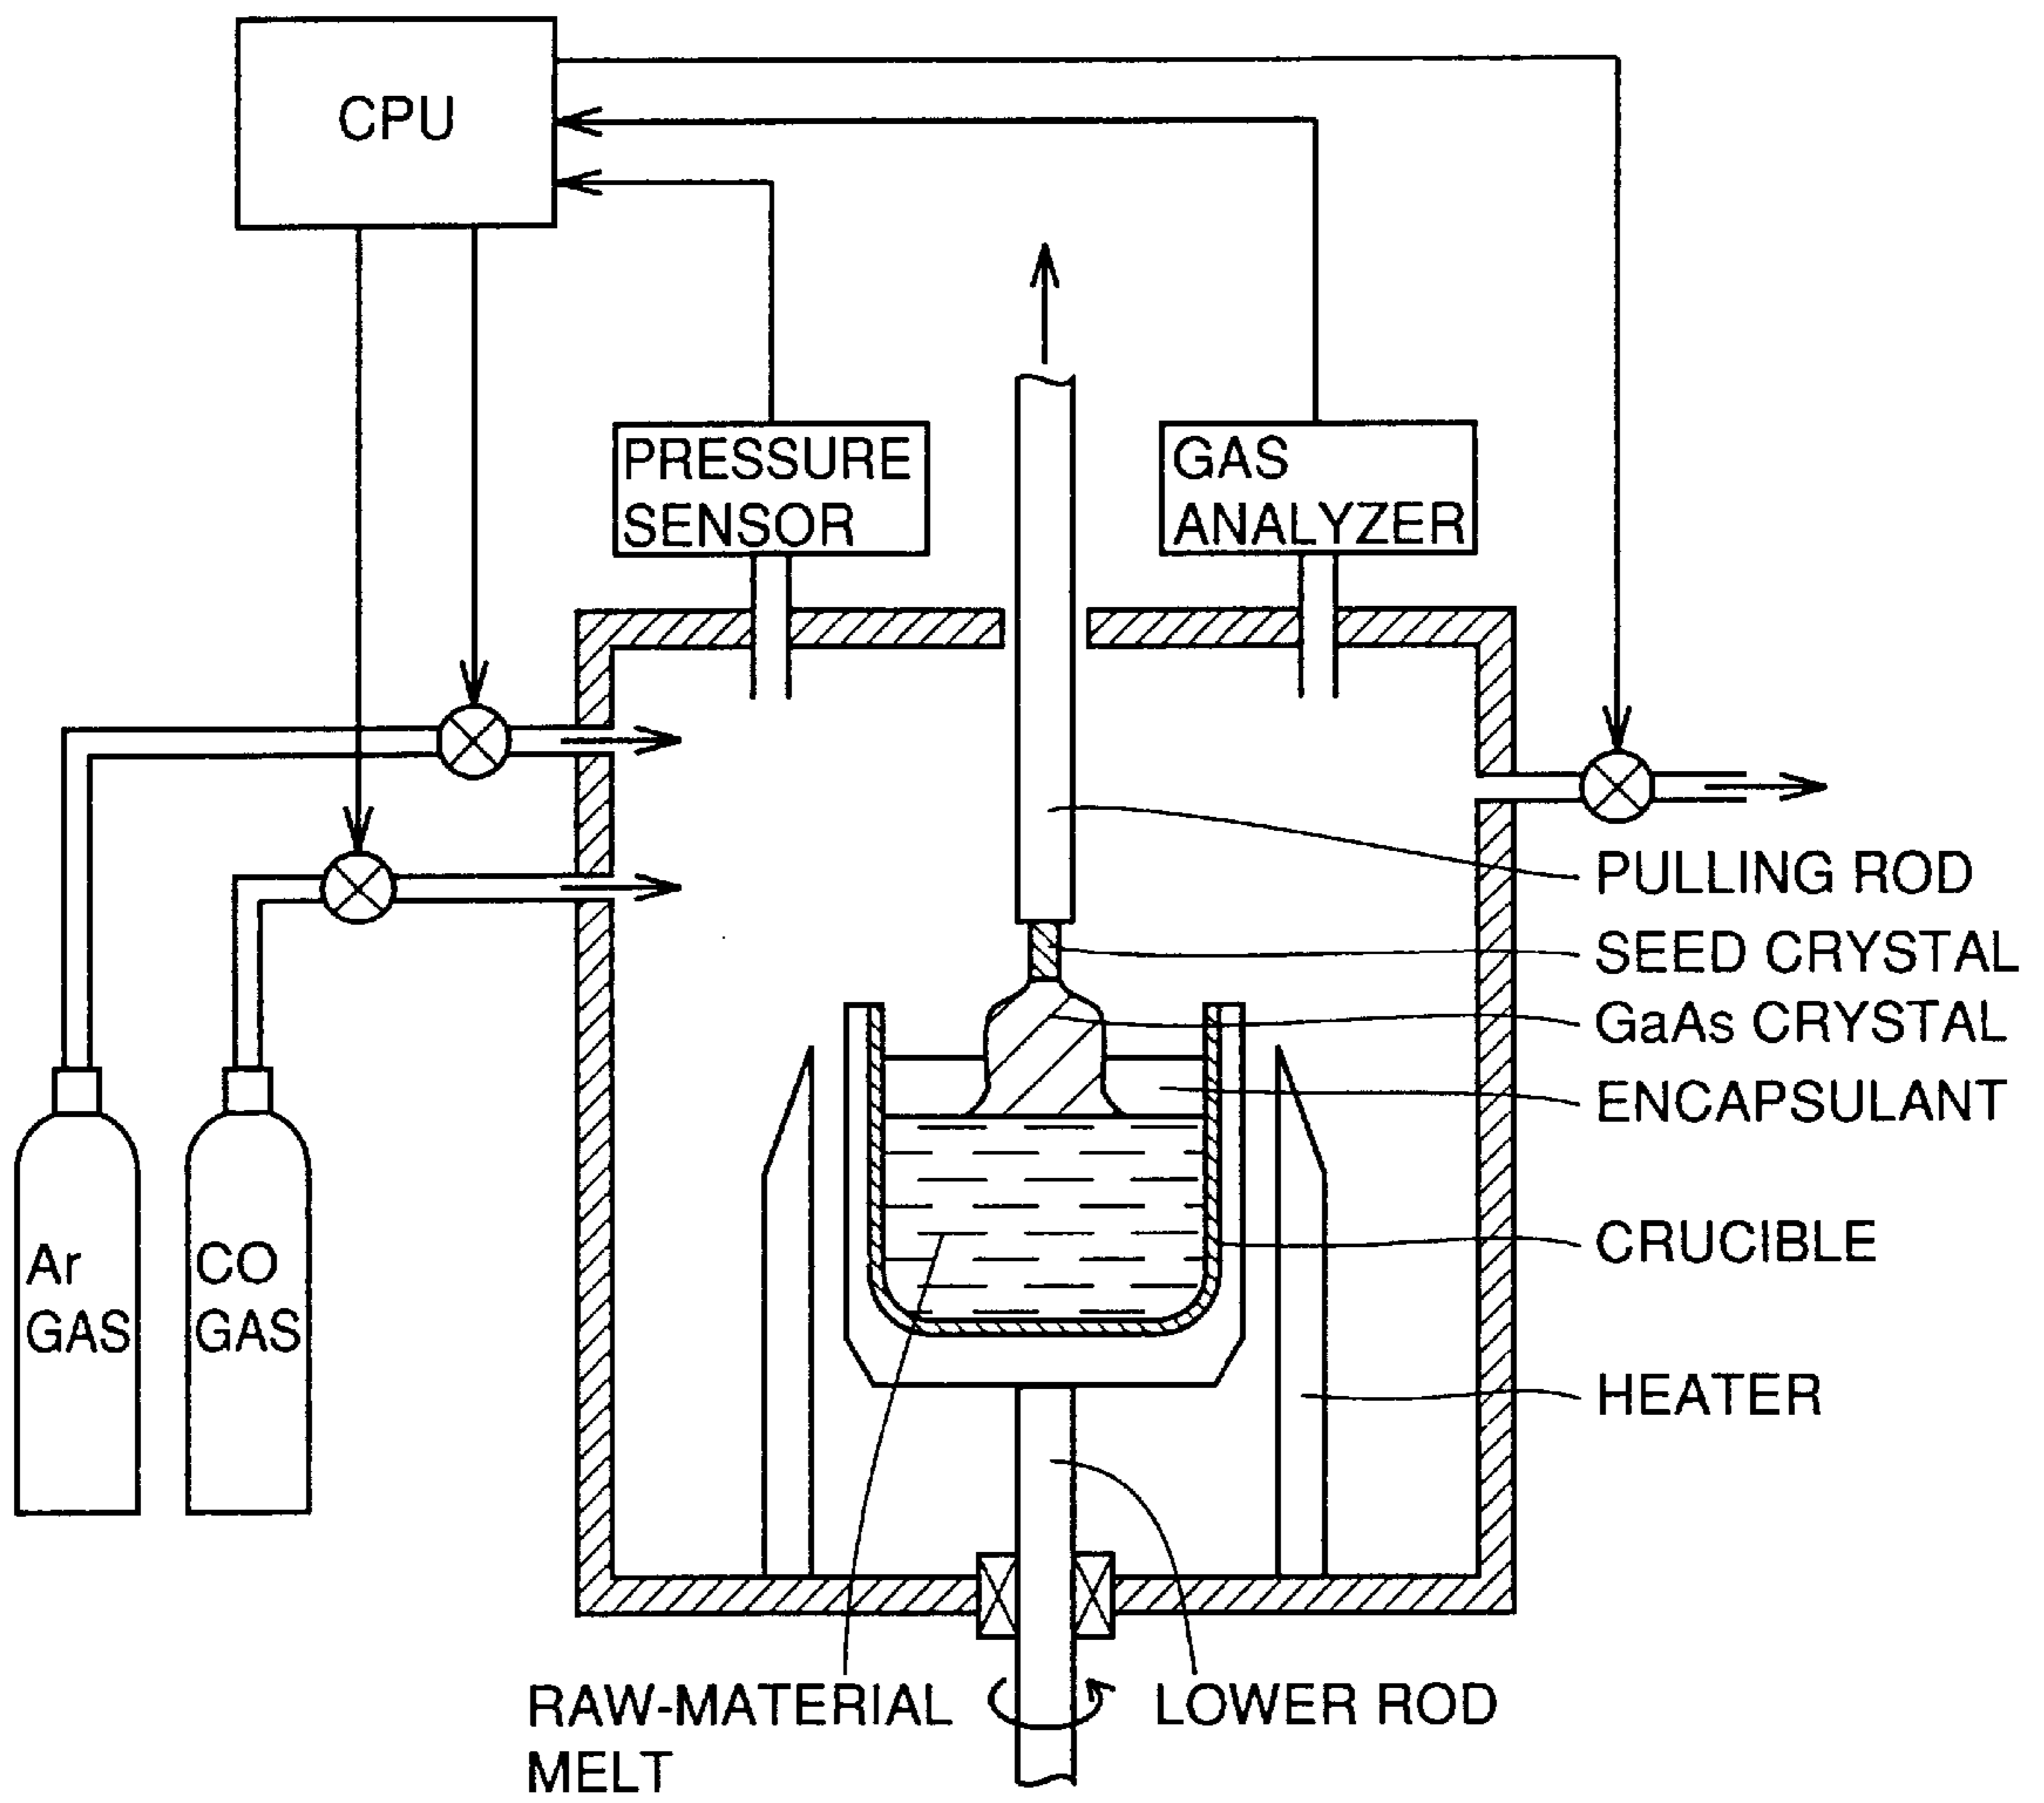 CPU
PRESSURE
SENSOR
GAS
ANALYZER
PULLING ROD
SEED CRYSTAL
GaAs CRYSTAL
ENCAPSULANT
CRUCIBLE
HEATER
Ar
GAS
CO
GAS
RAW-MATERIAL
MELT
LOWER ROD